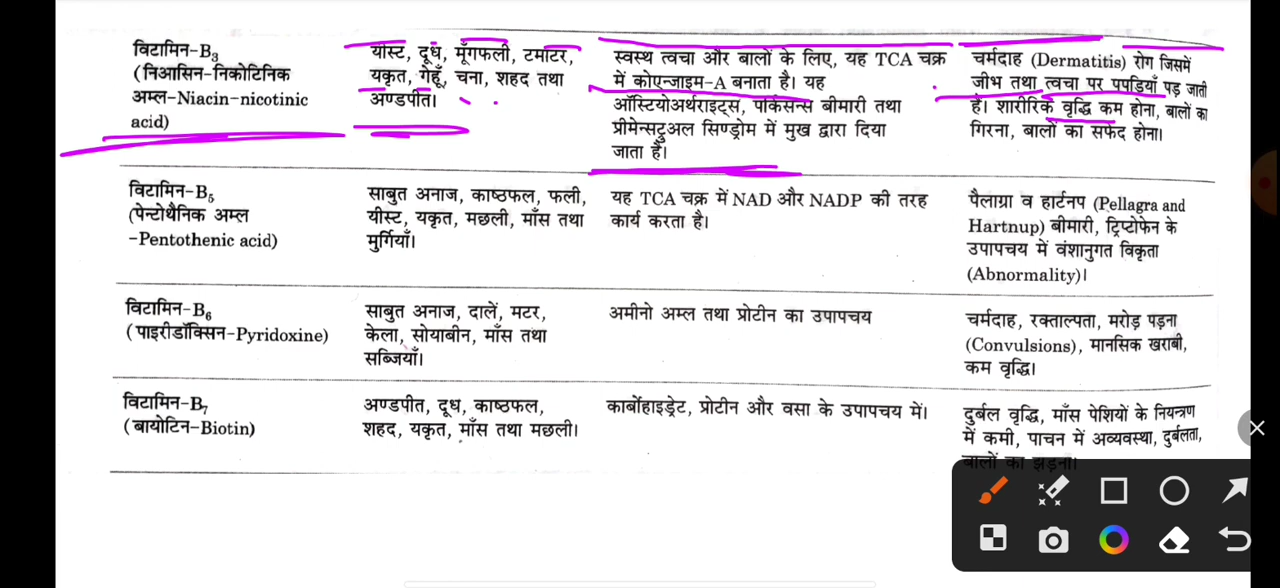 विटामिन-B3
(निआसिन-निकोटिनिक
अम्ल-Niacin-nicotinic
acid)
यीस्ट, दूध, मूँगफली, टमाटर,
यकृत, गेहूँ, चना, शहद तथा
अण्डपीत।
स्वस्थ त्वचा और बालों के लिए, यह TCA चक्र
में कोएन्जाइम-A बनाता है। यह
ऑस्टियोअर्थराइट्स, पर्किसन्स बीमारी तथा
प्रीमेन्सट्रुअल सिण्ड्रोम में मुख द्वारा दिया
जाता है।
चर्मदाह (Dermatitis) रोग जिसमें
जीभ तथा त्वचा पर पपड़ियाँ पड़ जाती
हैं। शारीरिक वृद्धि कम होना, बालों का
गिरना, बालों का सफेद होना।
विटामिन-B5
(पेन्टोथैनिक अम्ल
-Pentothenic acid)
साबुत अनाज, काष्ठफल, फली,
यीस्ट, यकृत, मछली, माँस तथा
मुर्गियाँ।
यह TCA चक्र में NAD और NADP की तरह
कार्य करता है।
पैलाग्रा व हार्टनप (Pellagra and
Hartnup) बीमारी, ट्रिप्टोफेन के
उपापचय में वंशानुगत विकृता
(Abnormality)।
विटामिन-B6
(पाइरीडॉक्सिन-Pyridoxine)
साबुत अनाज, दालें, मटर,
केला, सोयाबीन, माँस तथा
सब्जियाँ।
अमीनो अम्ल तथा प्रोटीन का उपापचय
चर्मदाह, रक्ताल्पता, मरोड़ पड़ना
(Convulsions), मानसिक खराबी,
कम वृद्धि।
विटामिन-B7
(बायोटिन-Biotin)
अण्डपीत, दूध, काष्ठफल,
शहद, यकृत, माँस तथा मछली।
कार्बोहाइड्रेट, प्रोटीन और वसा के उपापचय में।
दुर्बल वृद्धि, माँस पेशियों के नियन्त्रण
में कमी, पाचन में अव्यवस्था, दुर्बलता,
बालों का झड़ना।